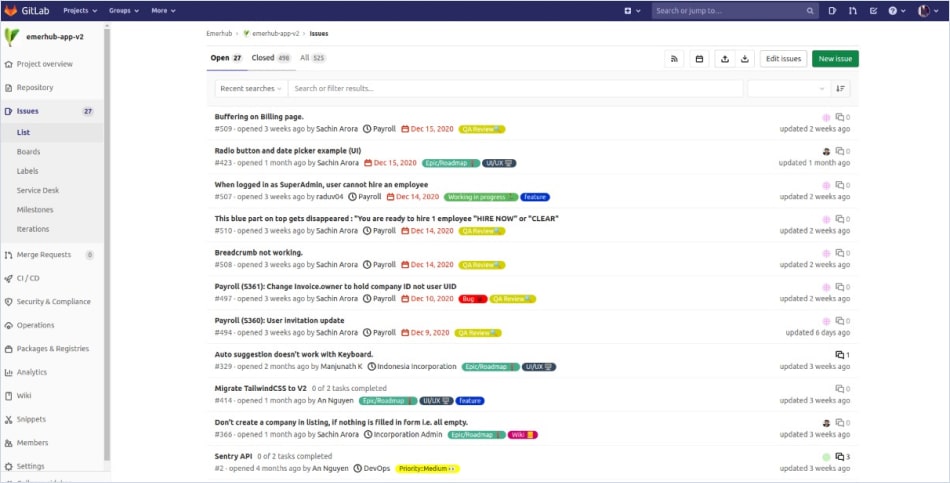 GitLab Projects Groups More Search or jump to...
emerhub-app-v2
Emerhub > emerhub-app-v2 > Issues
Project overview
Repository
Issues 27
List
Boards
Labels
Service Desk
Milestones
Iterations
Merge Requests 0
CI / CD
Security & Compliance
Operations
Packages & Registries
Analytics
Wiki
Snippets
Members
Settings
Open 27 Closed 498 All 525
Edit issues New issue
Recent searches Search or filter results...
Buffering on Billing page. 0
#509 · opened 3 weeks ago by Sachin Arora Payroll Dec 15, 2020 QA Review updated 2 weeks ago
Radio button and date picker example (UI) 0
#423 · opened 1 month ago by Sachin Arora Dec 15, 2020 Epic/Roadmap UI/UX updated 1 month ago
When logged in as SuperAdmin, user cannot hire an employee 0
#507 · opened 3 weeks ago by raduv04 Payroll Dec 14, 2020 Working in progress feature updated 2 weeks ago
This blue part on top gets disappeared : "You are ready to hire 1 employee "HIRE NOW" or "CLEAR" 0
#510 · opened 3 weeks ago by Sachin Arora Payroll Dec 14, 2020 QA Review updated 2 weeks ago
Breadcrumb not working. 0
#508 · opened 3 weeks ago by Sachin Arora Payroll Dec 14, 2020 QA Review updated 2 weeks ago
Payroll (S361): Change Invoice.owner to hold company ID not user UID 0
#497 · opened 3 weeks ago by Sachin Arora Payroll Dec 10, 2020 Bug QA Review updated 2 weeks ago
Payroll (S360): User invitation update 0
#494 · opened 3 weeks ago by Sachin Arora Payroll Dec 9, 2020 QA Review updated 6 days ago
Auto suggestion doesn't work with Keyboard. 1
#329 · opened 2 months ago by Manjunath K Indonesia Incorporation Epic/Roadmap UI/UX updated 3 weeks ago
Migrate TailwindCSS to V2 0 of 2 tasks completed 0
#414 · opened 1 month ago by An Nguyen Epic/Roadmap UI/UX feature updated 3 weeks ago
Don't create a company in listing, if nothing is filled in form i.e. all empty. 0
#366 · opened 1 month ago by Sachin Arora Incorporation Admin Epic/Roadmap Wiki updated 3 weeks ago
Sentry API 0 of 2 tasks completed 3
#2 · opened 4 months ago by An Nguyen DevOps Priority::Medium updated 3 weeks ago